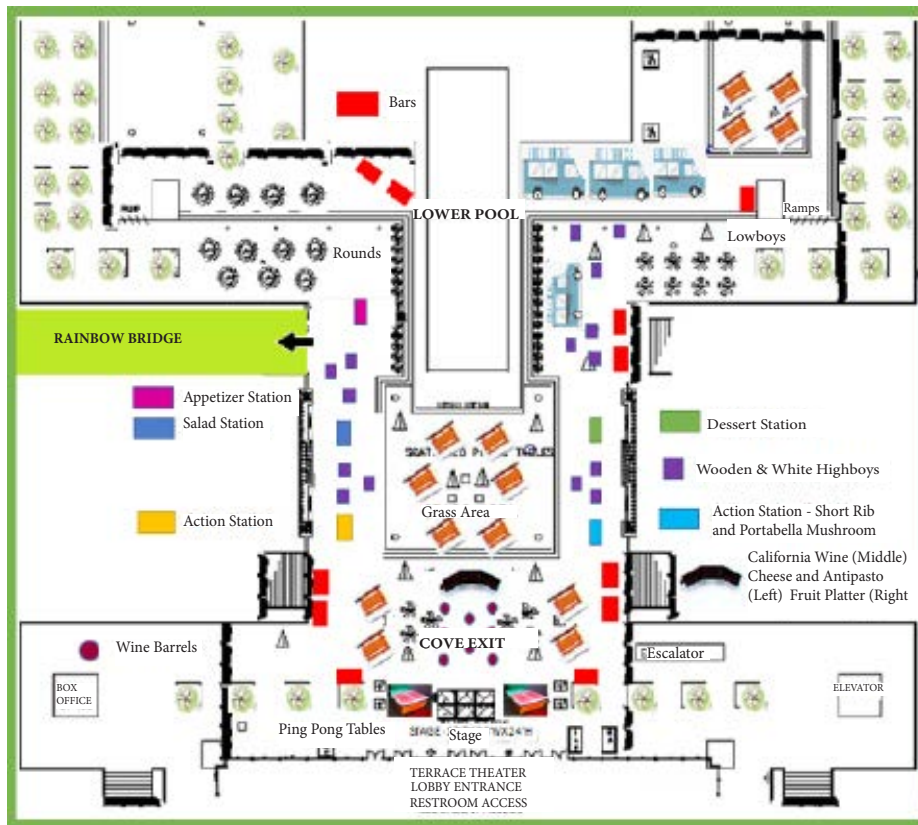 Bars
LOWER POOL
Ramps
Lowboys
Rounds
RAINBOW BRIDGE
Appetizer Station
Salad Station
Dessert Station
Wooden & White Highboys
Grass Area
Action Station
Action Station - Short Rib
and Portabella Mushroom
California Wine (Middle)
Cheese and Antipasto
(Left) Fruit Platter (Right
COVE EXIT
Wine Barrels
Escalator
BOX
OFFICE
ELEVATOR
Ping Pong Tables
Stage
TERRACE THEATER
LOBBY ENTRANCE
RESTROOM ACCESS